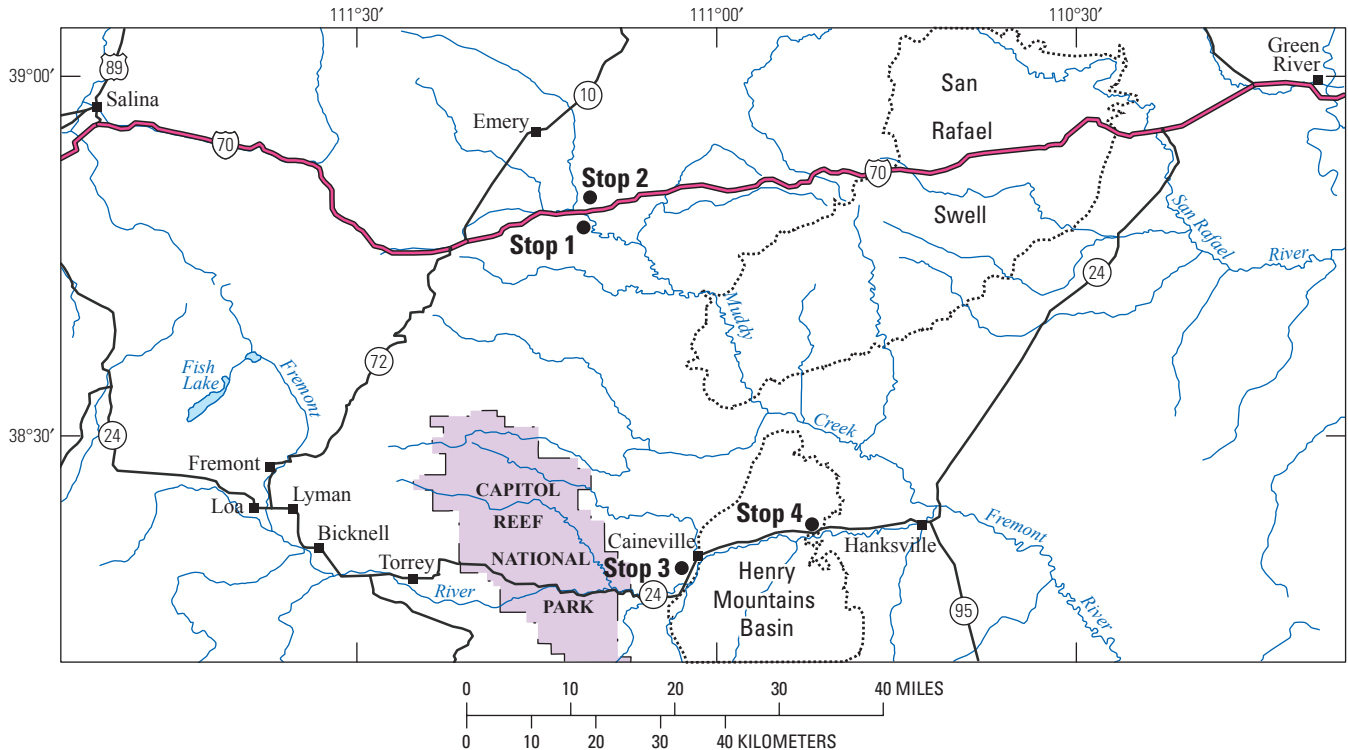 111°30'
111°00'
110°30'
39°00'
89
Salina
10
Emery
San
Rafael
Swell
Green
River
70
70
Stop 2
Stop 1
San Rafael
River
24
Muddy
72
Fish
Lake
Fremont
24
38°30'
Creek
Fremont
Loa
Lyman
Bicknell
Torrey
River
CAPITOL
REEF
NATIONAL
PARK
Caineville
Stop 3
24
Stop 4
Hanksville
Henry
Mountains
Basin
Fremont
River
95
0 10 20 30 40 MILES
0 10 20 30 40 KILOMETERS